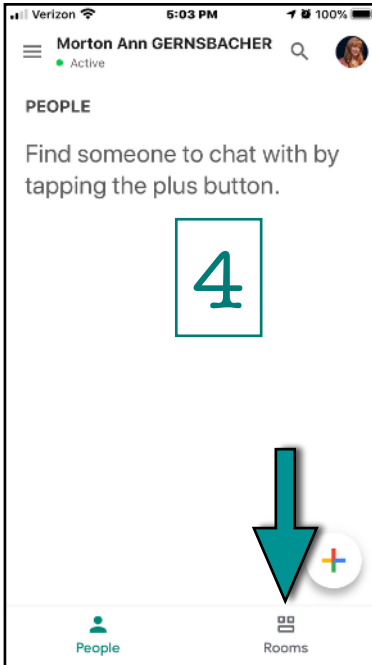 Verizon 5:03 PM 100%
Morton Ann GERNSBACHER
Active
PEOPLE
Find someone to chat with by
tapping the plus button.
4
People Rooms